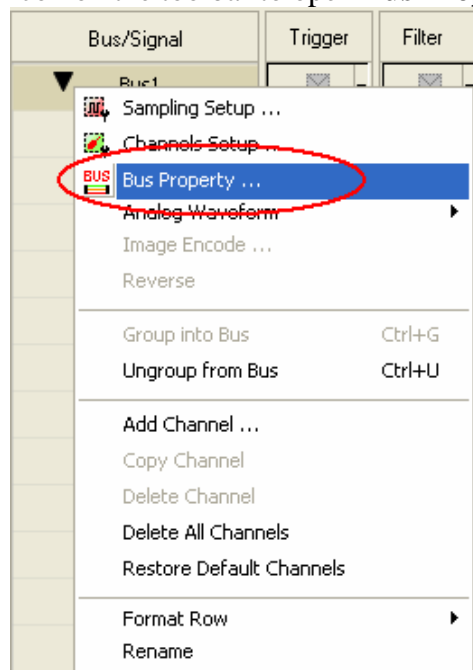 Bus/Signal Trigger Filter
Bus1
Sampling Setup ...
Channels Setup ...
BUS Bus Property ...
Analog Waveform
Image Encode ...
Reverse
Group into Bus Ctrl+G
Ungroup from Bus Ctrl+U
Add Channel ...
Copy Channel
Delete Channel
Delete All Channels
Restore Default Channels
Format Row
Rename